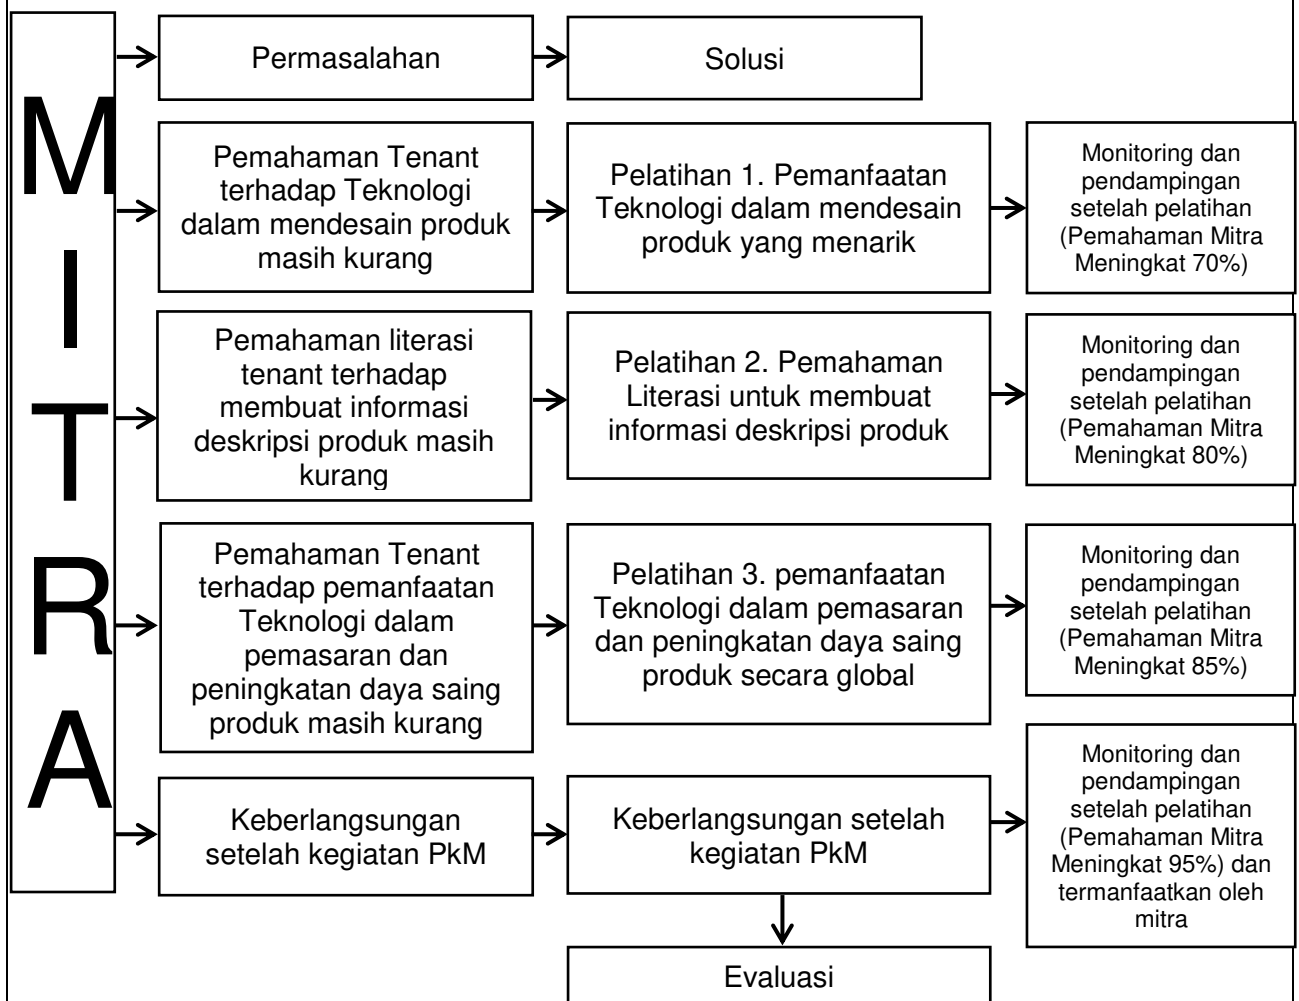 MITRA
Permasalahan
Solusi
Pemahaman Tenant
terhadap Teknologi
dalam mendesain produk
masih kurang
Pelatihan 1. Pemanfaatan
Teknologi dalam mendesain
produk yang menarik
Monitoring dan
pendampingan
setelah pelatihan
(Pemahaman Mitra
Meningkat 70%)
Pemahaman literasi
tenant terhadap
membuat informasi
deskripsi produk masih
kurang
Pelatihan 2. Pemahaman
Literasi untuk membuat
informasi deskripsi produk
Monitoring dan
pendampingan
setelah pelatihan
(Pemahaman Mitra
Meningkat 80%)
Pemahaman Tenant
terhadap pemanfaatan
Teknologi dalam
pemasaran dan
peningkatan daya saing
produk masih kurang
Pelatihan 3. pemanfaatan
Teknologi dalam pemasaran
dan peningkatan daya saing
produk secara global
Monitoring dan
pendampingan
setelah pelatihan
(Pemahaman Mitra
Meningkat 85%)
Keberlangsungan
setelah kegiatan PkM
Keberlangsungan setelah
kegiatan PkM
Monitoring dan
pendampingan
setelah pelatihan
(Pemahaman Mitra
Meningkat 95%) dan
termanfaatkan oleh
mitra
Evaluasi